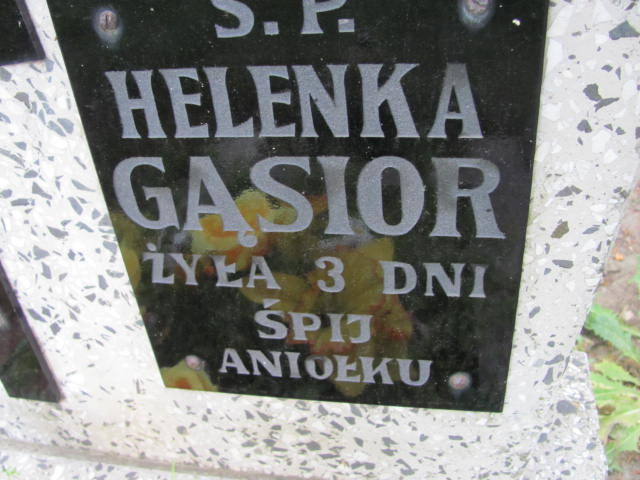 Ś. P.
HELENKA
GĄSIOR
ŻYŁA 3 DNI
ŚPIJ
ANIOŁKU